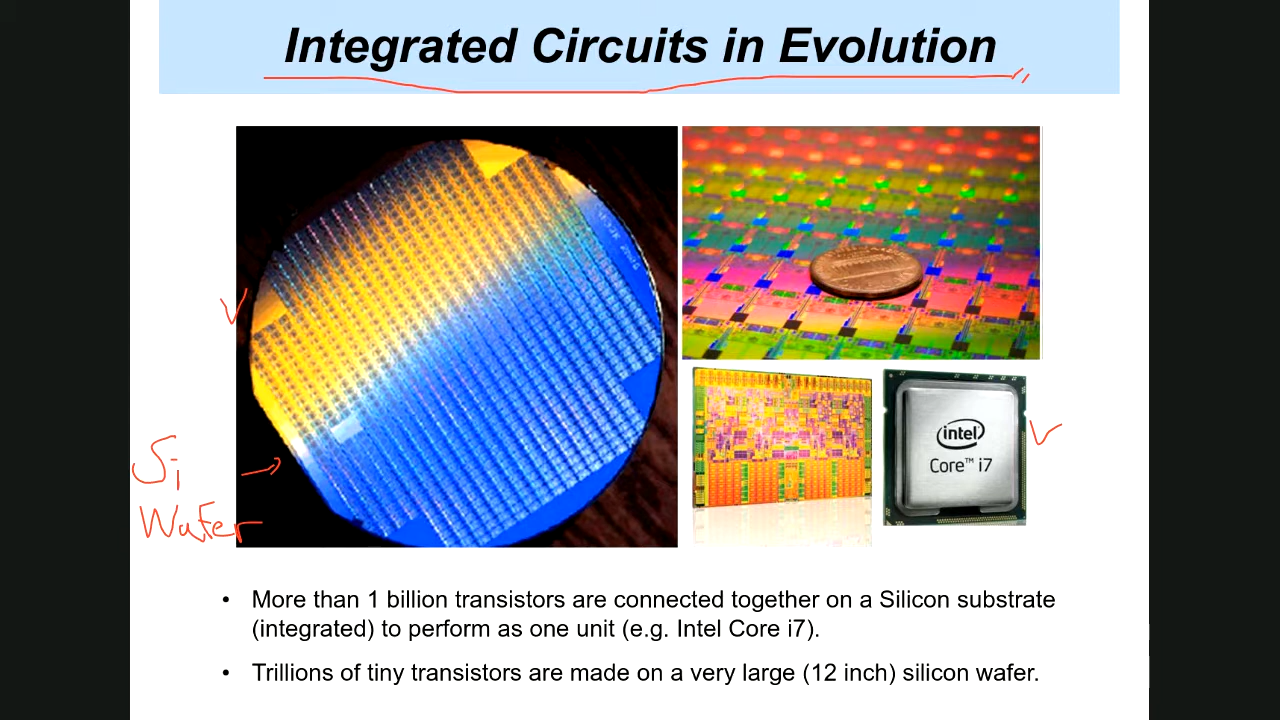 Integrated Circuits in Evolution
Si
Wafer
intel
Core™ i7
• More than 1 billion transistors are connected together on a Silicon substrate
(integrated) to perform as one unit (e.g. Intel Core i7).
• Trillions of tiny transistors are made on a very large (12 inch) silicon wafer.